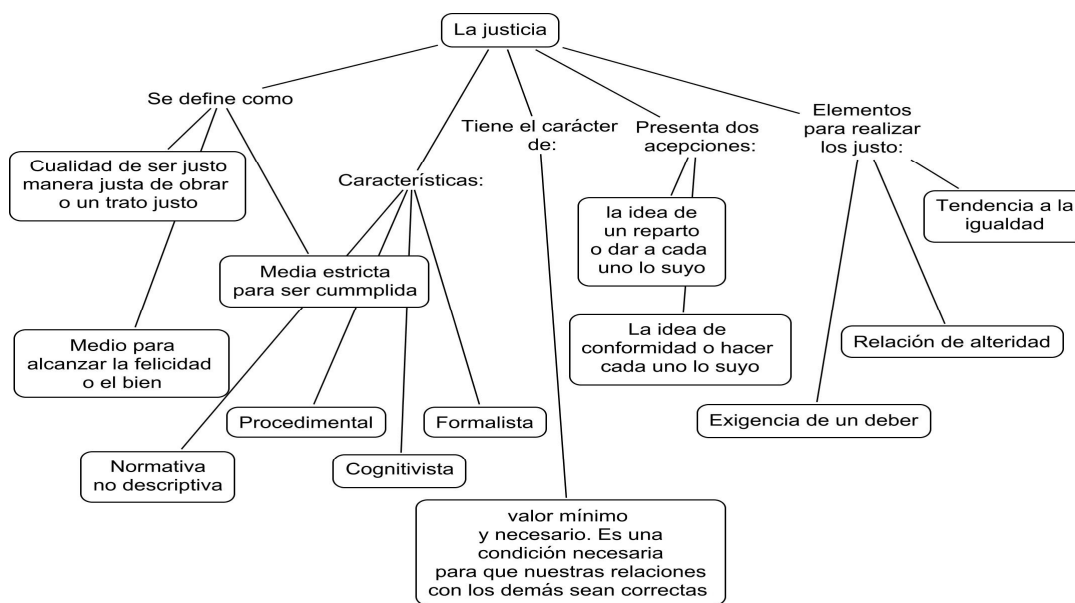 La justicia
Se define como
Cualidad de ser justo
manera justa de obrar
o un trato justo
Medio para
alcanzar la felicidad
o el bien
Media estricta
para ser cummplida
Características:
Normativa
no descriptiva
Procedimental
Cognitivista
Formalista
Tiene el carácter
de:
valor mínimo
y necesario. Es una
condición necesaria
para que nuestras relaciones
con los demás sean correctas
Presenta dos
acepciones:
la idea de
un reparto
o dar a cada
uno lo suyo
La idea de
conformidad o hacer
cada uno lo suyo
Elementos
para realizar
los justo:
Exigencia de un deber
Relación de alteridad
Tendencia a la
igualdad